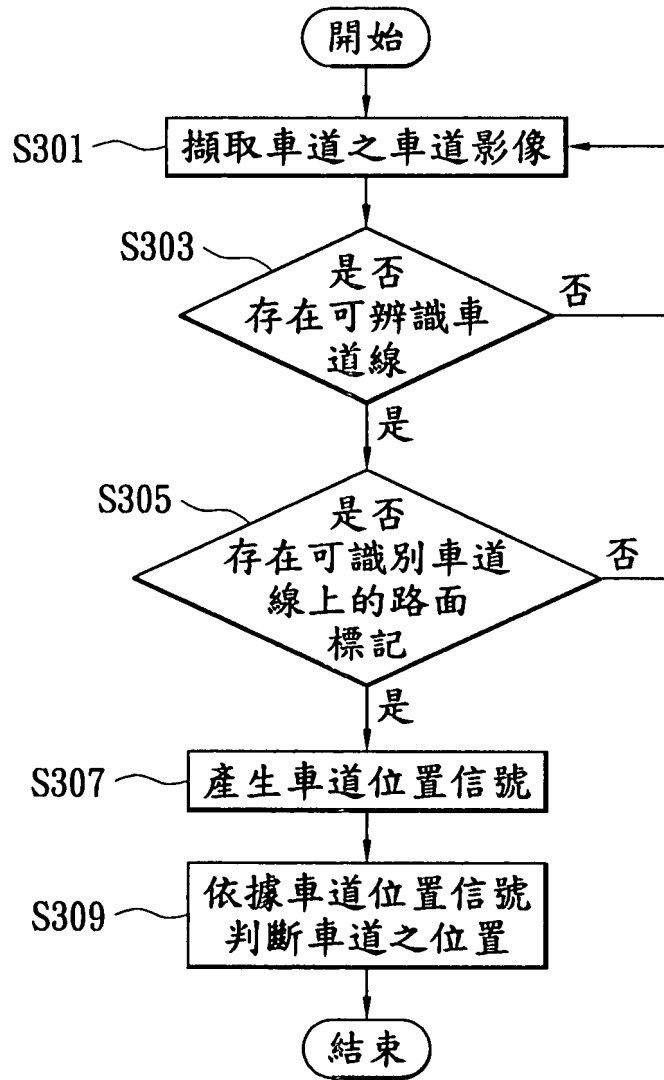 開始
S301
擷取車道之車道影像
S303
是否
存在可辨識車
道線
否
是
S305
是否
存在可識別車道
線上的路面
標記
否
是
S307
產生車道位置信號
S309
依據車道位置信號
判斷車道之位置
結束